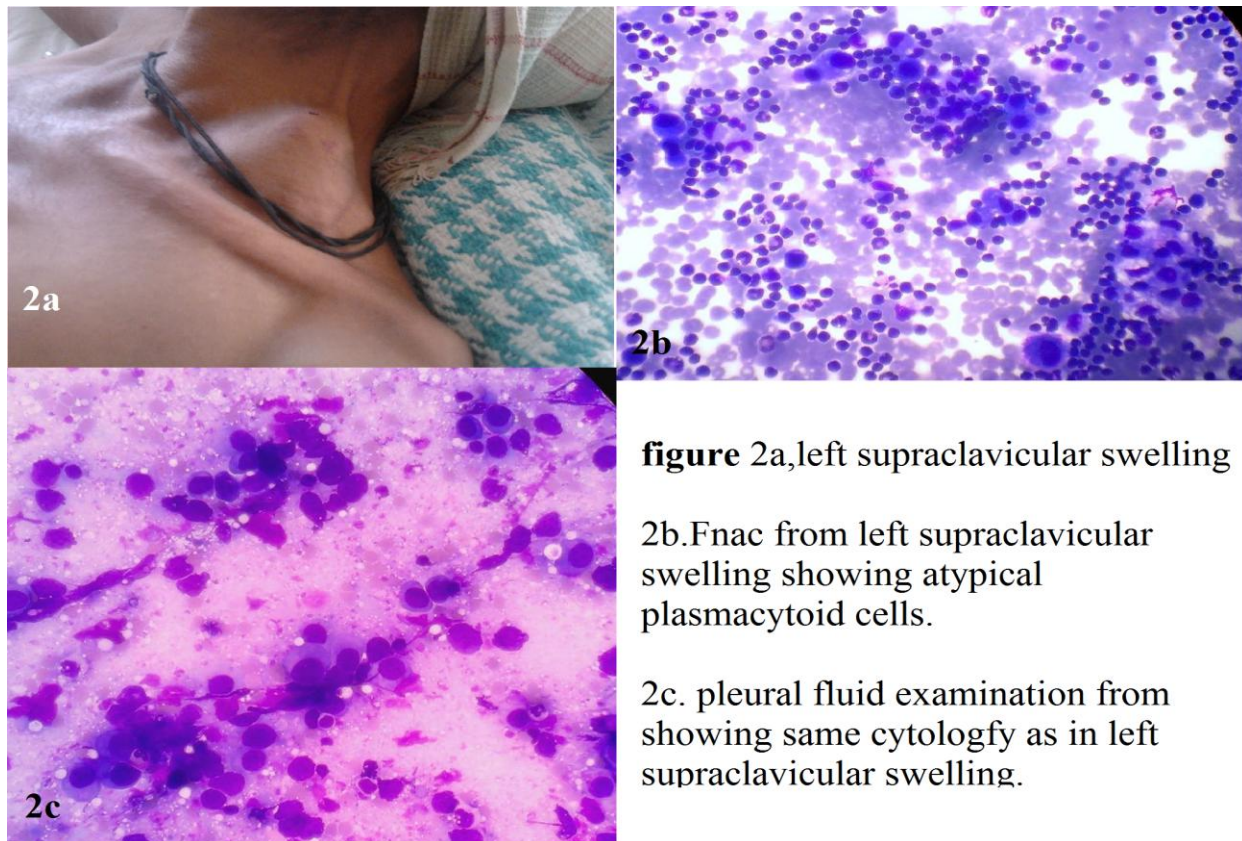 2a
2b
2c
figure 2a,left supraclavicular swelling
2b.Fnac from left supraclavicular
swelling showing atypical
plasmacytoid cells.
2c. pleural fluid examination from
showing same cytologfy as in left
supraclavicular swelling.